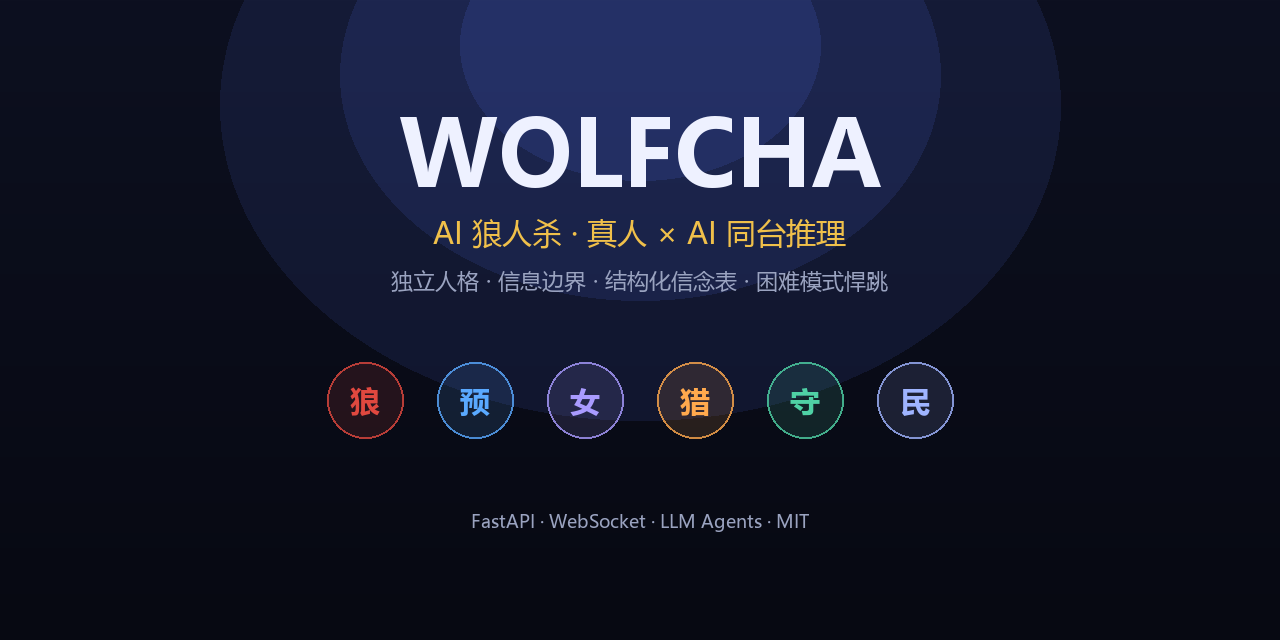 WOLFCHA
AI 狼人杀 · 真人 × AI 同台推理
独立人格 · 信息边界 · 结构化信念表 · 困难模式悍跳
狼 预 女 猎 守 民
FastAPI · WebSocket · LLM Agents · MIT